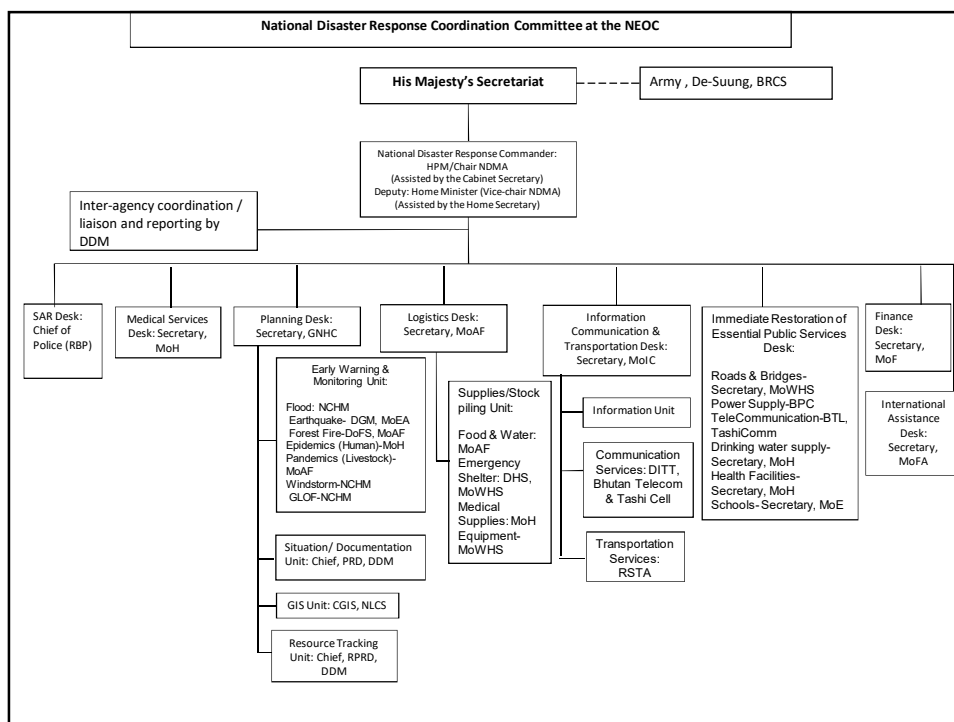 National Disaster Response Coordination Committee at the NEOC
His Majesty's Secretariat
Army , De-Suung, BRCS
National Disaster Response Commander:
HPM/Chair NDMA
(Assisted by the Cabinet Secretary)
Deputy: Home Minister (Vice-chair NDMA)
(Assisted by the Home Secretary)
Inter-agency coordination /
liaison and reporting by
DDM
SAR Desk:
Chief of
Police (RBP)
Medical Services
Desk: Secretary,
MoH
Planning Desk:
Secretary, GNHC
Early Warning &
Monitoring Unit:
Flood: NCHM
Earthquake- DGM, MoEA
Forest Fire-DoFS, MoAF
Epidemics (Human)-MoH
Pandemics (Livestock)-
MoAF
Windstorm-NCHM
GLOF-NCHM
Situation/ Documentation
Unit: Chief, PRD, DDM
GIS Unit: CGIS, NLCS
Resource Tracking
Unit: Chief, RPRD,
DDM
Logistics Desk:
Secretary, MoAF
Supplies/Stock
piling Unit:
Food & Water:
MoAF
Emergency
Shelter: DHS,
MoWHS
Medical
Supplies: MoH
Equipment-
MoWHS
Information
Communication &
Transportation Desk:
Secretary, MoIC
Information Unit
Communication
Services: DITT,
Bhutan Telecom
& Tashi Cell
Transportation
Services:
RSTA
Immediate Restoration of
Essential Public Services
Desk:
Roads & Bridges-
Secretary, MoWHS
Power Supply-BPC
TeleCommunication-BTL,
TashiComm
Drinking water supply-
Secretary, MoH
Health Facilities-
Secretary, MoH
Schools- Secretary, MoE
Finance
Desk:
Secretary,
MoF
International
Assistance
Desk:
Secretary,
MoFA